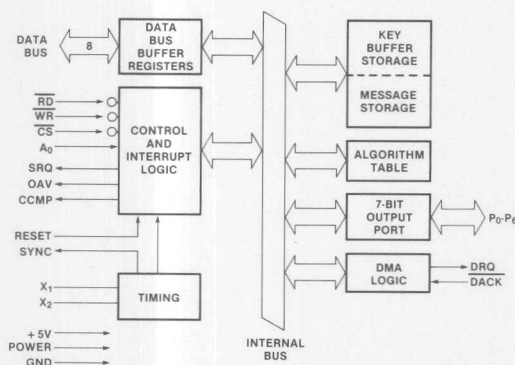 DATA
BUS
8
DATA
BUS
BUFFER
REGISTERS
RD
WR
CS
A0
SRQ
OAV
CCMP
CONTROL
AND
INTERRUPT
LOGIC
RESET
SYNC
X1
X2
TIMING
+5V
POWER
GND
INTERNAL
BUS
KEY
BUFFER
STORAGE
MESSAGE
STORAGE
ALGORITHM
TABLE
7-BIT
OUTPUT
PORT
P0-P6
DMA
LOGIC
DRQ
DACK